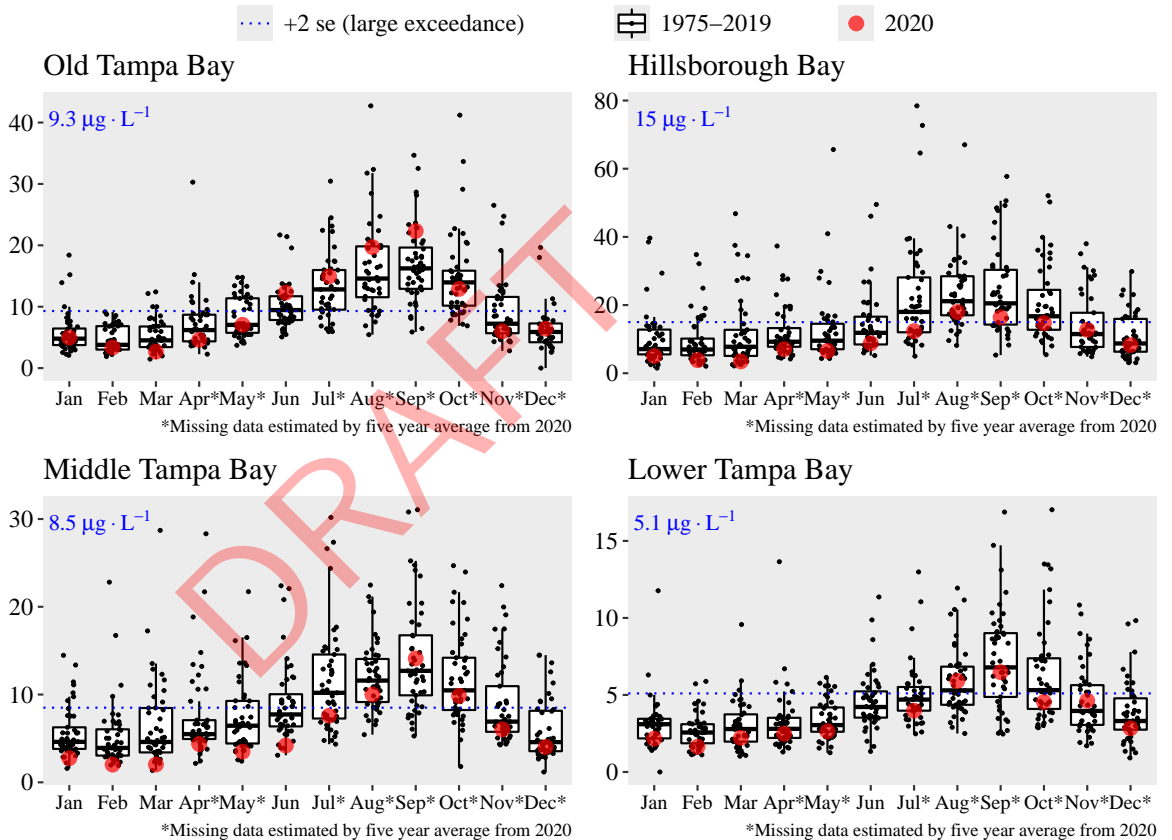 +2 se (large exceedance) 1975–2019 2020
Old Tampa Bay
9.3 μg · L⁻¹
40
30
20
10
0
Jan Feb Mar Apr* May* Jun Jul* Aug* Sep* Oct* Nov* Dec*
*Missing data estimated by five year average from 2020
Hillsborough Bay
15 μg · L⁻¹
80
60
40
20
0
Jan Feb Mar Apr* May* Jun Jul* Aug* Sep* Oct* Nov* Dec*
*Missing data estimated by five year average from 2020
Middle Tampa Bay
8.5 μg · L⁻¹
30
20
10
0
Jan Feb Mar Apr* May* Jun Jul* Aug* Sep* Oct* Nov* Dec*
*Missing data estimated by five year average from 2020
Lower Tampa Bay
5.1 μg · L⁻¹
15
10
5
0
Jan Feb Mar Apr* May* Jun Jul* Aug* Sep* Oct* Nov* Dec*
*Missing data estimated by five year average from 2020
DRAFT